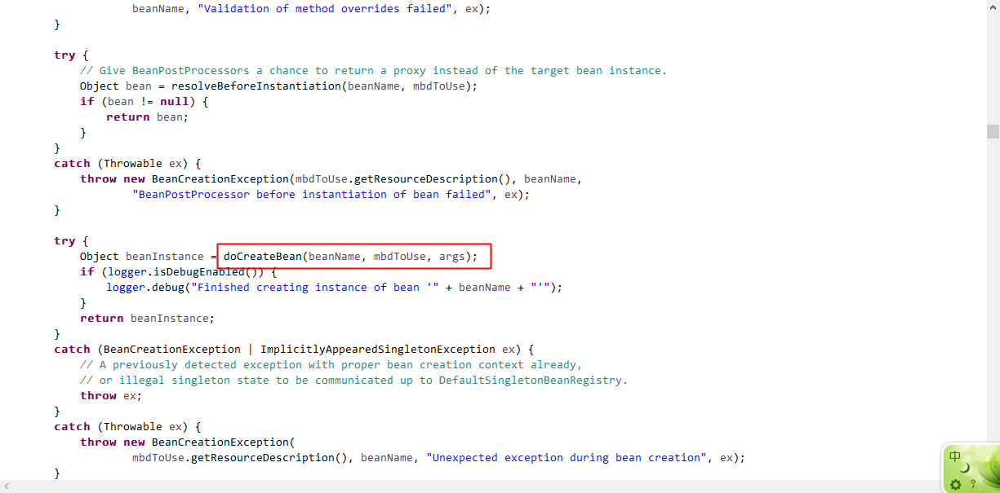 beanName, "Validation of method overrides failed", ex);
}
try {
// Give BeanPostProcessors a chance to return a proxy instead of the target bean instance.
Object bean = resolveBeforeInstantiation(beanName, mbdToUse);
if (bean != null) {
return bean;
}
}
catch (Throwable ex) {
throw new BeanCreationException(mbdToUse.getResourceDescription(), beanName,
"BeanPostProcessor before instantiation of bean failed", ex);
}
try {
Object beanInstance = doCreateBean(beanName, mbdToUse, args);
if (logger.isDebugEnabled()) {
logger.debug("Finished creating instance of bean '" + beanName + "'");
}
return beanInstance;
}
catch (BeanCreationException | ImplicitlyAppearedSingletonException ex) {
// A previously detected exception with proper bean creation context already,
// or illegal singleton state to be communicated up to DefaultSingletonBeanRegistry.
throw ex;
}
catch (Throwable ex) {
throw new BeanCreationException(
mbdToUse.getResourceDescription(), beanName, "Unexpected exception during bean creation", ex);
}
中
?